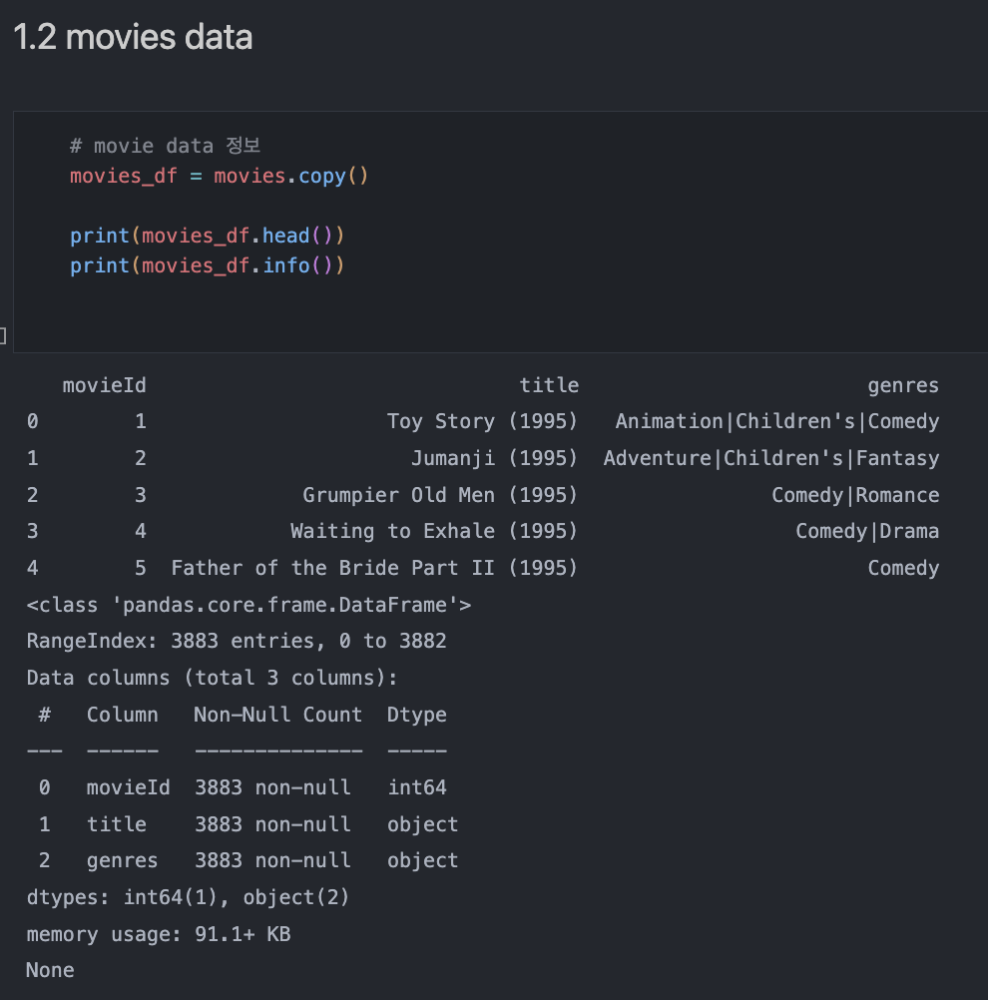 1.2 movies data
# movie data 정보
movies_df = movies.copy()
print(movies_df.head())
print(movies_df.info())
movieId title genres
0 1 Toy Story (1995) Animation|Children's|Comedy
1 2 Jumanji (1995) Adventure|Children's|Fantasy
2 3 Grumpier Old Men (1995) Comedy|Romance
3 4 Waiting to Exhale (1995) Comedy|Drama
4 5 Father of the Bride Part II (1995) Comedy
<class 'pandas.core.frame.DataFrame'>
RangeIndex: 3883 entries, 0 to 3882
Data columns (total 3 columns):
# Column Non-Null Count Dtype
--- ------ -------------- -----
0 movieId 3883 non-null int64
1 title 3883 non-null object
2 genres 3883 non-null object
dtypes: int64(1), object(2)
memory usage: 91.1+ KB
None